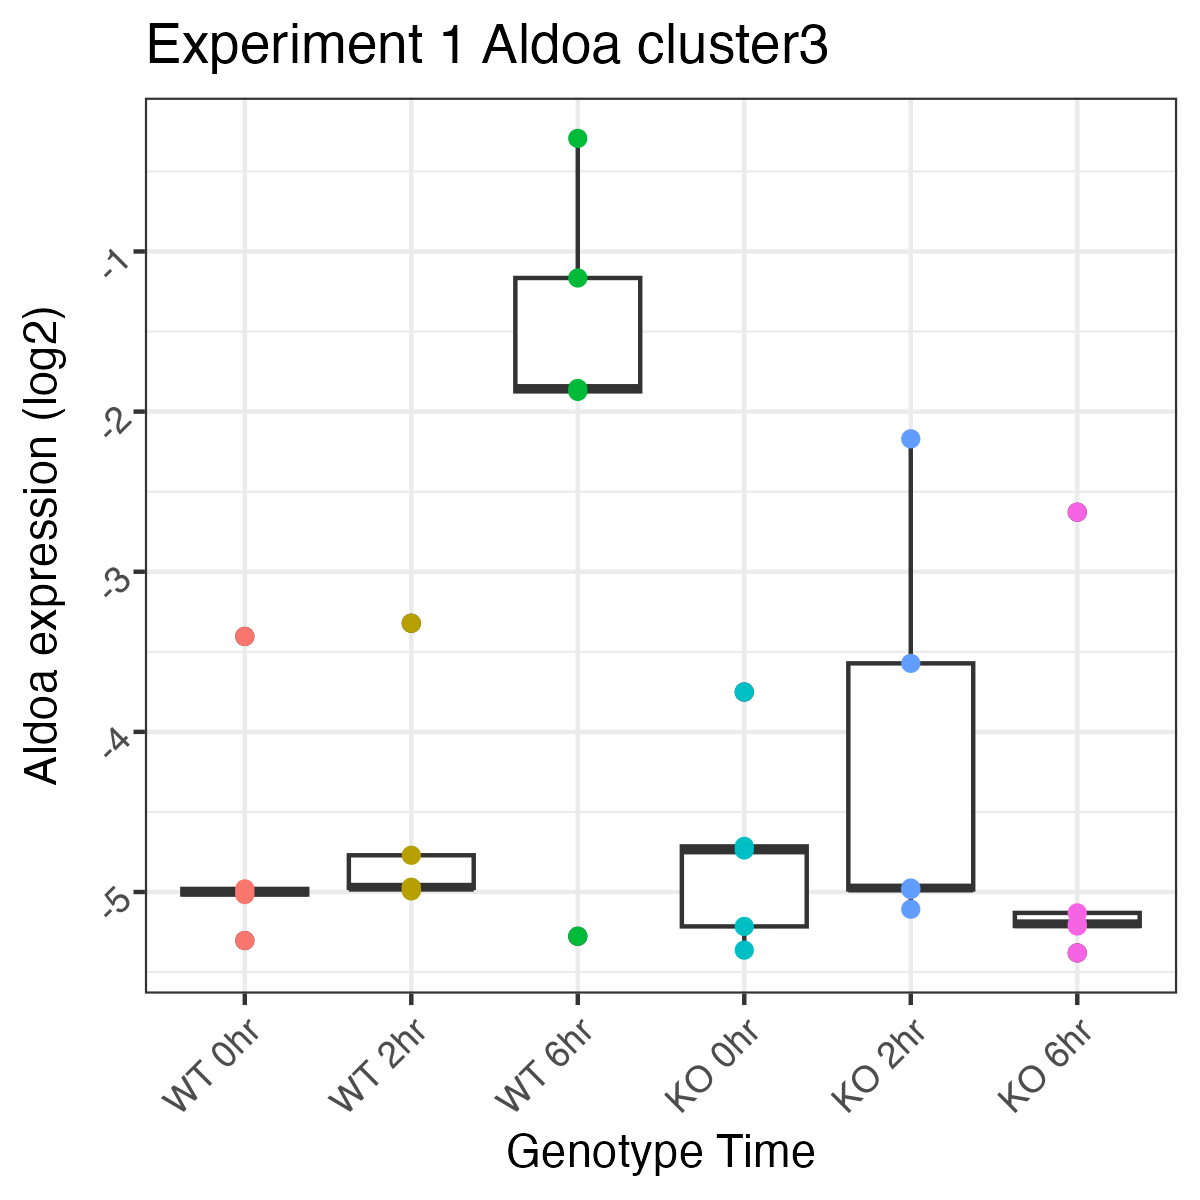 Experiment 1 Aldoa cluster3
Aldoa expression (log2)
-1
-2
-3
-4
-5
WT 0hr
WT 2hr
WT 6hr
KO 0hr
KO 2hr
KO 6hr
Genotype Time